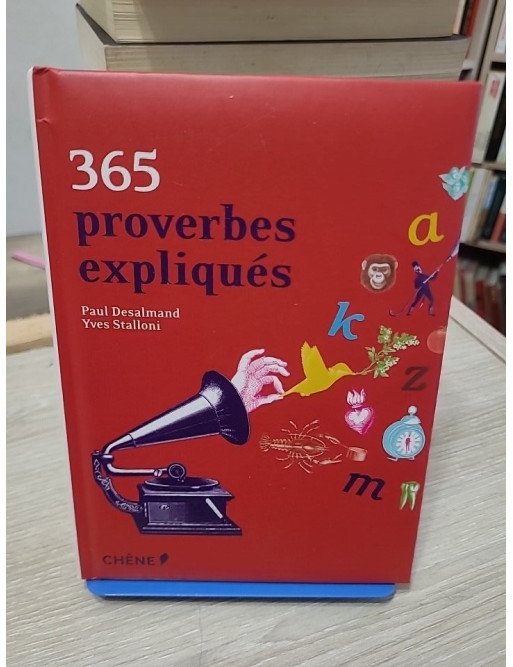 365
proverbes
expliqués
Paul Desalmand
Yves Stalloni
a
k
z
m
CHÊNE